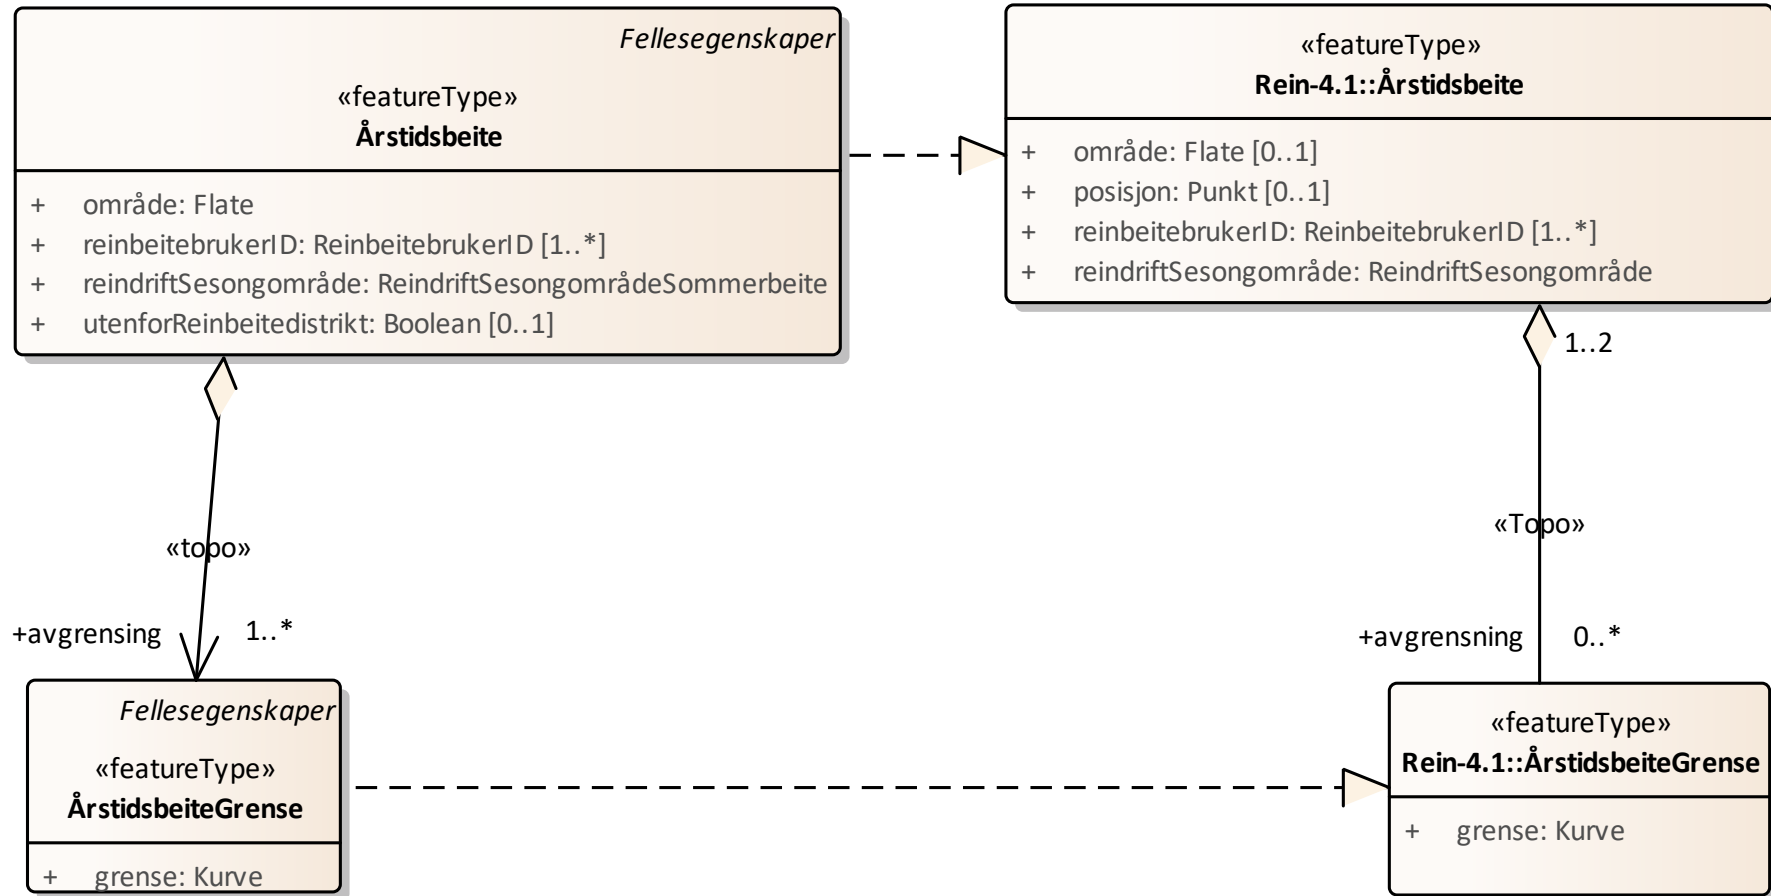 Fellesegenskaper
«featureType»
Årstidsbeite
+ område: Flate
+ reinbeitebrukerID: ReinbeitebrukerID [1..*]
+ reindriftSesongområde: ReindriftSesongområdeSommerbeite
+ utenforReinbeitedistrikt: Boolean [0..1]
«featureType»
Rein-4.1::Årstidsbeite
+ område: Flate [0..1]
+ posisjon: Punkt [0..1]
+ reinbeitebrukerID: ReinbeitebrukerID [1..*]
+ reindriftSesongområde: ReindriftSesongområde
1..2
«topo»
«Topo»
+avgrensing 1..*
+avgrensning 0..*
Fellesegenskaper
«featureType»
ÅrstidsbeiteGrense
+ grense: Kurve
«featureType»
Rein-4.1::ÅrstidsbeiteGrense
+ grense: Kurve